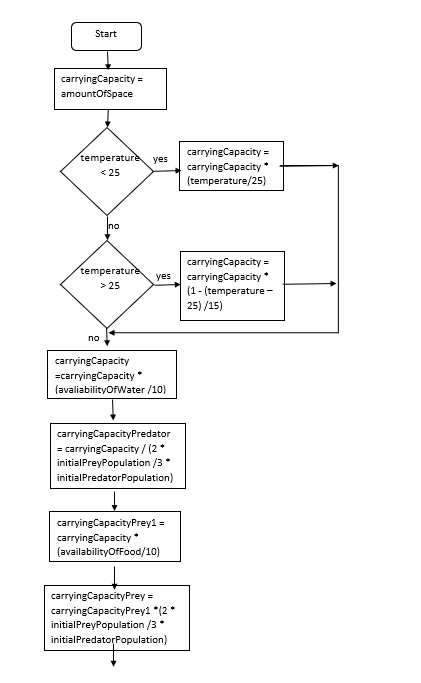 Start
carryingCapacity =
amountOfSpace
temperature
< 25
yes
carryingCapacity =
carryingCapacity *
(temperature/25)
no
temperature
> 25
yes
carryingCapacity =
carryingCapacity *
(1 - (temperature –
25) /15)
no
carryingCapacity
=carryingCapacity *
(avaliabilityOfWater /10)
carryingCapacityPredator
= carryingCapacity / (2 *
initialPreyPopulation /3 *
initialPredatorPopulation)
carryingCapacityPrey1 =
carryingCapacity *
(availabilityOfFood/10)
carryingCapacityPrey =
carryingCapacityPrey1 *(2 *
initialPreyPopulation /3 *
initialPredatorPopulation)